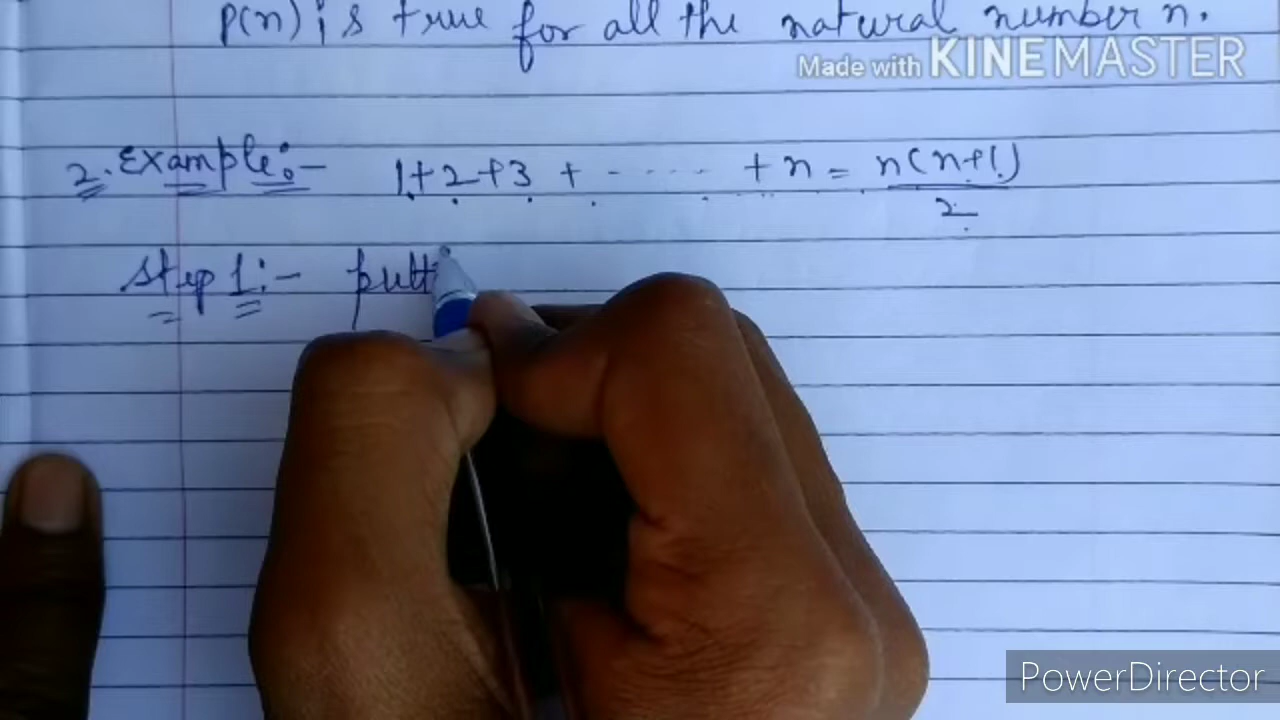 p(n) is true for all the natural number n.
Made with KINEMASTER
2. Example:- 1+2+3 + ----- + n = n(n+1)/2
Step 1:- putt
PowerDirector